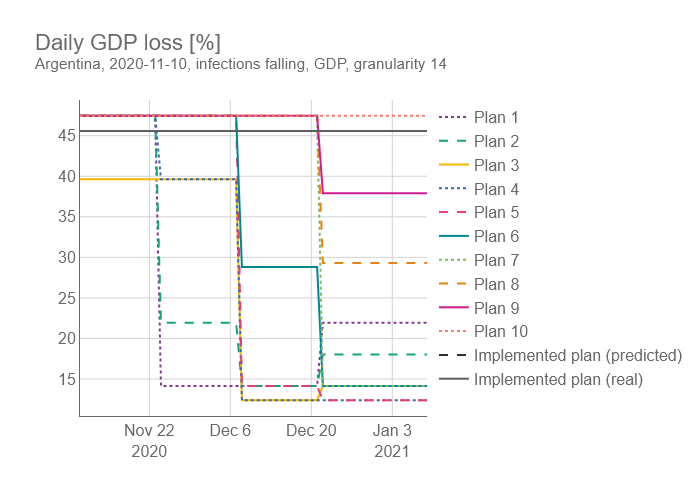 Daily GDP loss [%]
Argentina, 2020-11-10, infections falling, GDP, granularity 14
45
40
35
30
25
20
15
Nov 22
2020
Dec 6
Dec 20
Jan 3
2021
Plan 1
Plan 2
Plan 3
Plan 4
Plan 5
Plan 6
Plan 7
Plan 8
Plan 9
Plan 10
Implemented plan (predicted)
Implemented plan (real)